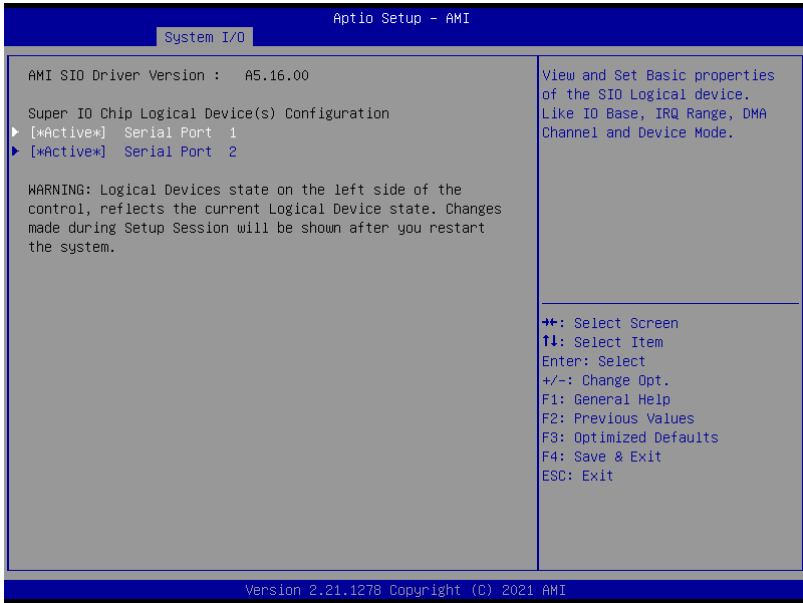 Aptio Setup - AMI
System I/O
AMI SIO Driver Version :   A5.16.00
Super IO Chip Logical Device(s) Configuration
[*Active*]  Serial Port  1
[*Active*]  Serial Port  2
WARNING: Logical Devices state on the left side of the
control, reflects the current Logical Device state. Changes
made during Setup Session will be shown after you restart
the system.
View and Set Basic properties
of the SIO Logical device.
Like IO Base, IRQ Range, DMA
Channel and Device Mode.
→←: Select Screen
↑↓: Select Item
Enter: Select
+/-: Change Opt.
F1: General Help
F2: Previous Values
F3: Optimized Defaults
F4: Save & Exit
ESC: Exit
Version 2.21.1278 Copyright (C) 2021 AMI